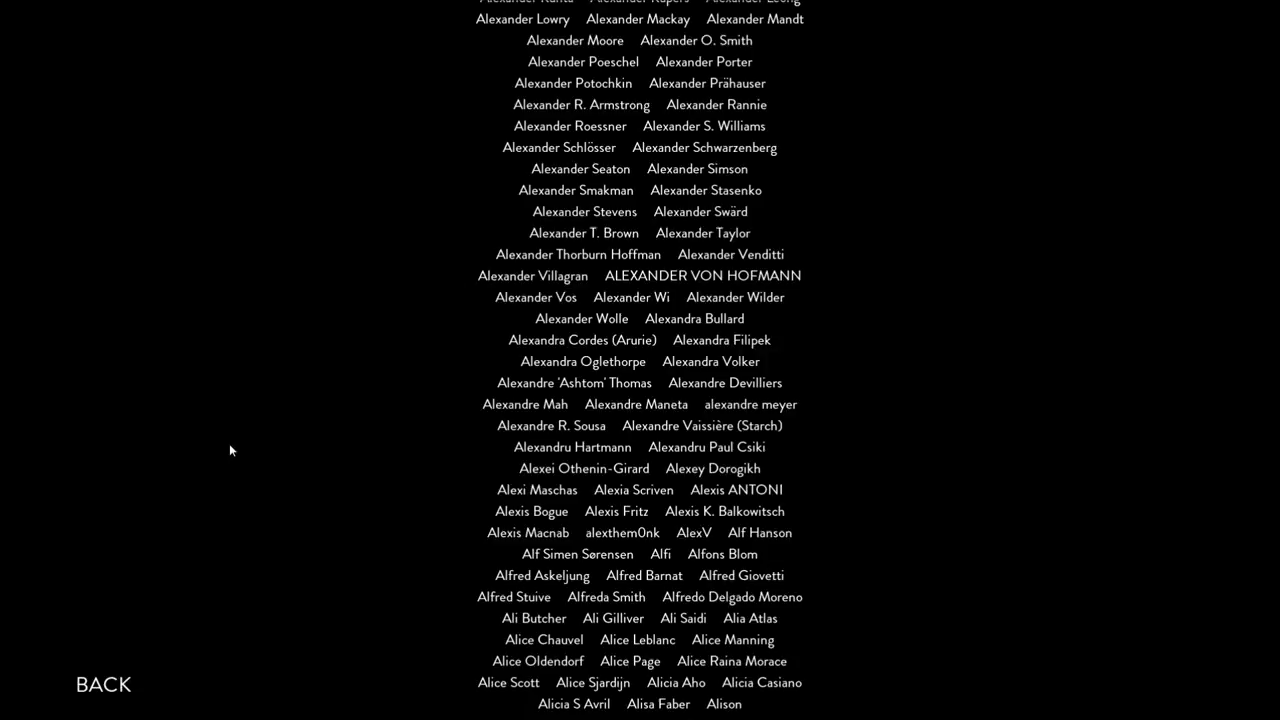 Alexander Lowry Alexander Mackay Alexander Mandt
Alexander Moore Alexander O. Smith
Alexander Poeschel Alexander Porter
Alexander Potochkin Alexander Prähauser
Alexander R. Armstrong Alexander Rannie
Alexander Roessner Alexander S. Williams
Alexander Schlösser Alexander Schwarzenberg
Alexander Seaton Alexander Simson
Alexander Smakman Alexander Stasenko
Alexander Stevens Alexander Swärd
Alexander T. Brown Alexander Taylor
Alexander Thorburn Hoffman Alexander Venditti
Alexander Villagran ALEXANDER VON HOFMANN
Alexander Vos Alexander Wi Alexander Wilder
Alexander Wolle Alexandra Bullard
Alexandra Cordes (Arurie) Alexandra Filipek
Alexandra Oglethorpe Alexandra Volker
Alexandre 'Ashtom' Thomas Alexandre Devilliers
Alexandre Mah Alexandre Maneta alexandre meyer
Alexandre R. Sousa Alexandre Vaissière (Starch)
Alexandru Hartmann Alexandru Paul Csiki
Alexei Othenin-Girard Alexey Dorogikh
Alexi Maschas Alexia Scriven Alexis ANTONI
Alexis Bogue Alexis Fritz Alexis K. Balkowitsch
Alexis Macnab alexthem0nk AlexV Alf Hanson
Alf Simen Sørensen Alfi Alfons Blom
Alfred Askeljung Alfred Barnat Alfred Giovetti
Alfred Stuive Alfreda Smith Alfredo Delgado Moreno
Ali Butcher Ali Gilliver Ali Saidi Alia Atlas
Alice Chauvel Alice Leblanc Alice Manning
Alice Oldendorf Alice Page Alice Raina Morace
Alice Scott Alice Sjardijn Alicia Aho Alicia Casiano
Alicia S Avril Alisa Faber Alison
BACK